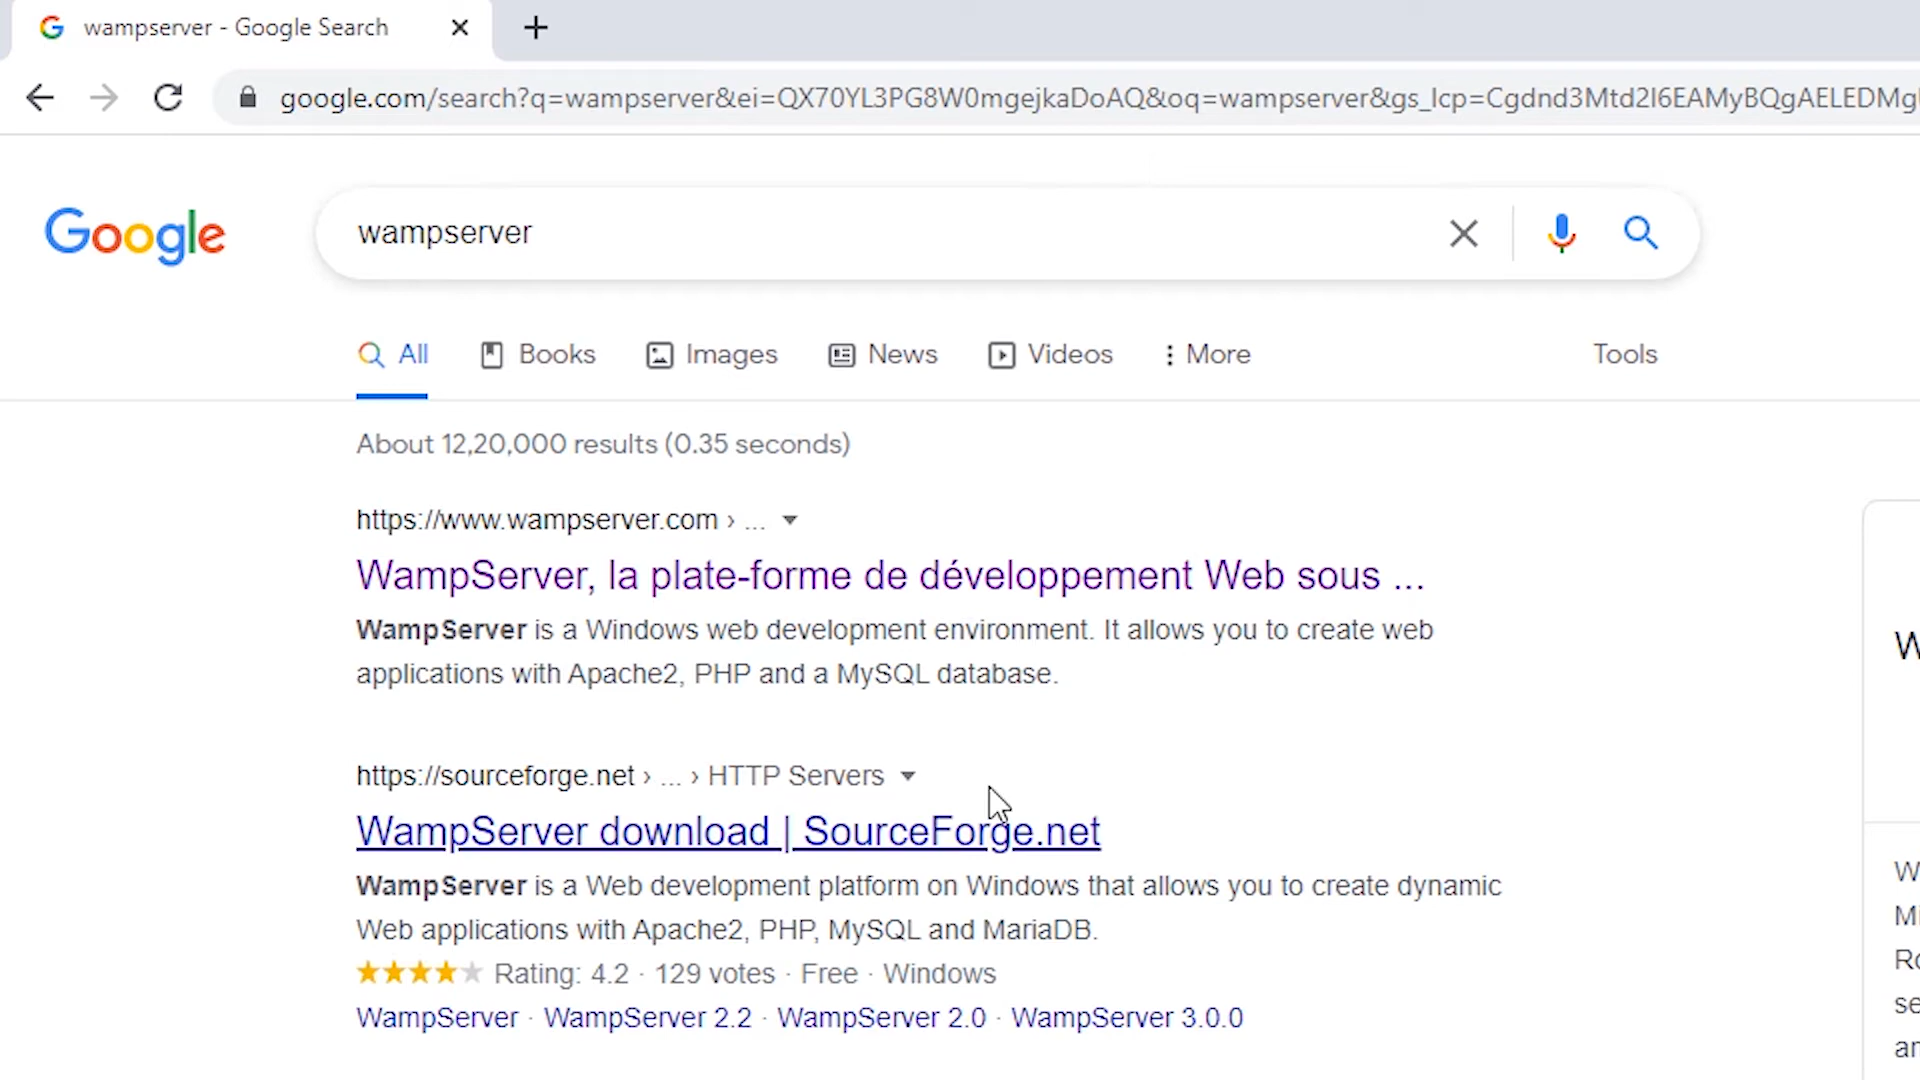 wampserver - Google Search
google.com/search?q=wampserver&ei=QX70YL3PG8W0mgejkaDoAQ&oq=wampserver&gs_lcp=Cgdnd3Mtd2l6EAMyBQgAELEDMg
Google
wampserver
All Books Images News Videos More Tools
About 12,20,000 results (0.35 seconds)
https://www.wampserver.com › ...
WampServer, la plate-forme de développement Web sous ...
WampServer is a Windows web development environment. It allows you to create web
applications with Apache2, PHP and a MySQL database.
https://sourceforge.net › ... › HTTP Servers
WampServer download | SourceForge.net
WampServer is a Web development platform on Windows that allows you to create dynamic
Web applications with Apache2, PHP, MySQL and MariaDB.
Rating: 4.2 · 129 votes · Free · Windows
WampServer · WampServer 2.2 · WampServer 2.0 · WampServer 3.0.0